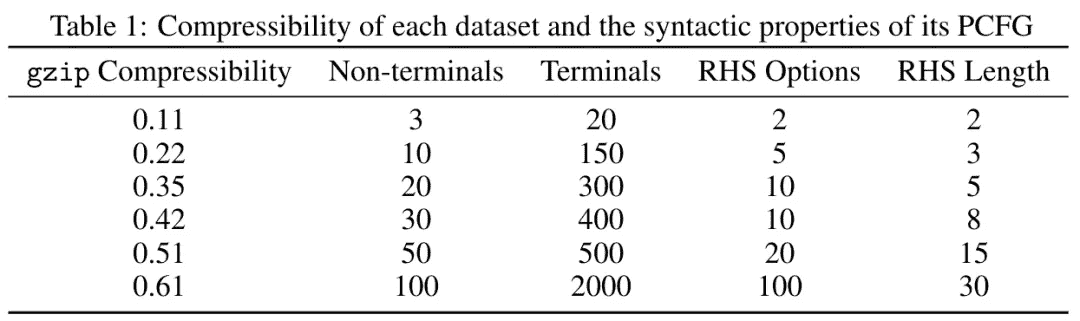 Table 1: Compressibility of each dataset and the syntactic properties of its PCFG
gzip Compressibility Non-terminals Terminals RHS Options RHS Length
0.11 3 20 2 2
0.22 10 150 5 3
0.35 20 300 10 5
0.42 30 400 10 8
0.51 50 500 20 15
0.61 100 2000 100 30